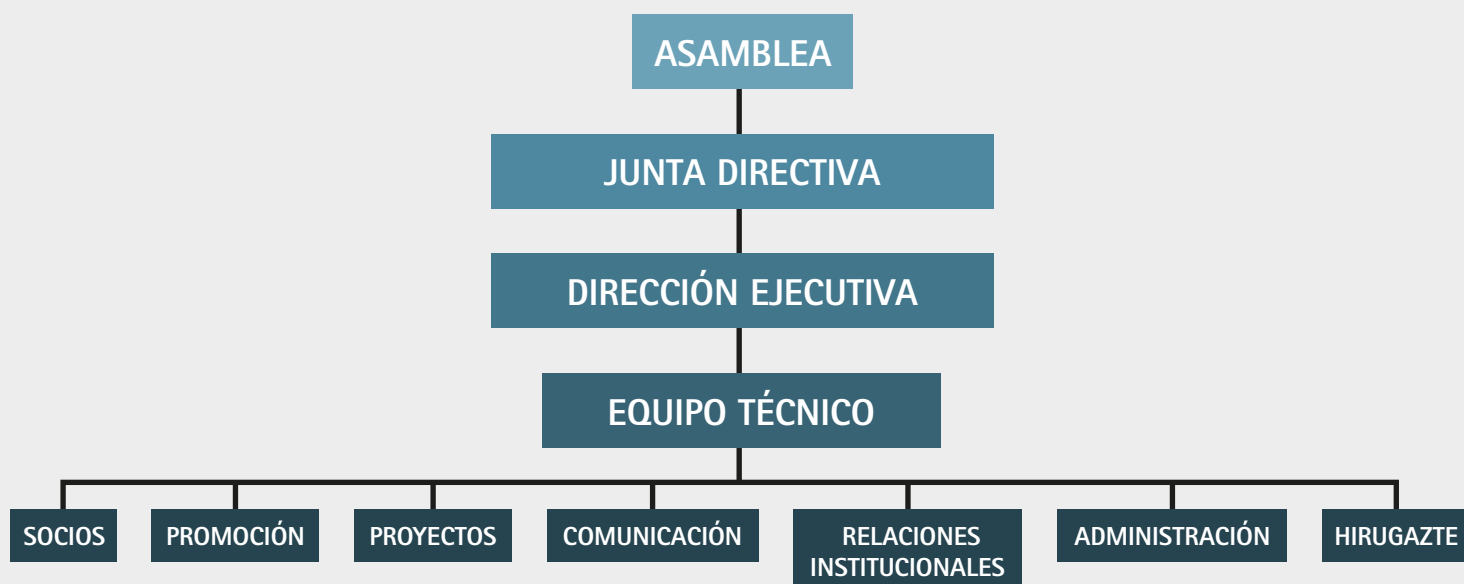 ASAMBLEA
JUNTA DIRECTIVA
DIRECCIÓN EJECUTIVA
EQUIPO TÉCNICO
SOCIOS
PROMOCIÓN
PROYECTOS
COMUNICACIÓN
RELACIONES
INSTITUCIONALES
ADMINISTRACIÓN
HIRUGAZTE